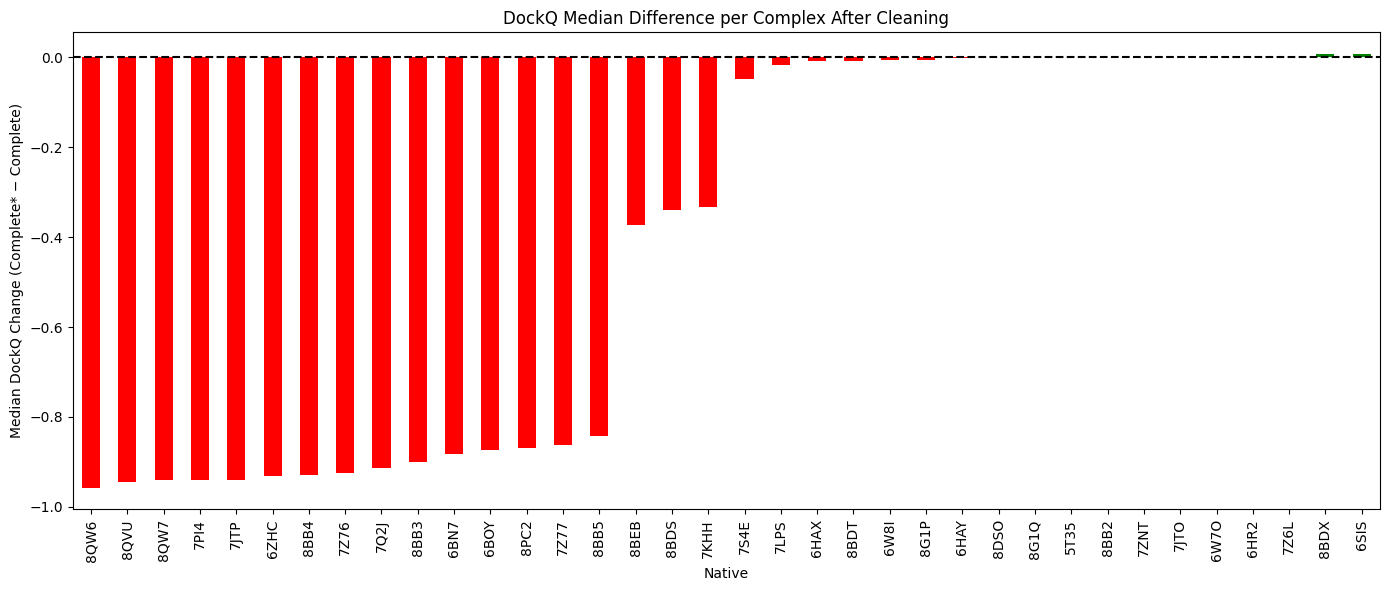 DockQ Median Difference per Complex After Cleaning
Median DockQ Change (Complete* − Complete)
0.0
−0.2
−0.4
−0.6
−0.8
−1.0
8QW6
8QVU
8QW7
7PI4
7JTP
6ZHC
8BB4
7Z76
7Q2J
8BB3
6BN7
6BOY
8PC2
7Z77
8BB5
8BEB
8BDS
7KHH
7S4E
7LPS
6HAX
8BDT
6W8I
8G1P
6HAY
8DSO
8G1Q
5T35
8BB2
7ZNT
7JTO
6W7O
6HR2
7Z6L
8BDX
6SIS
Native